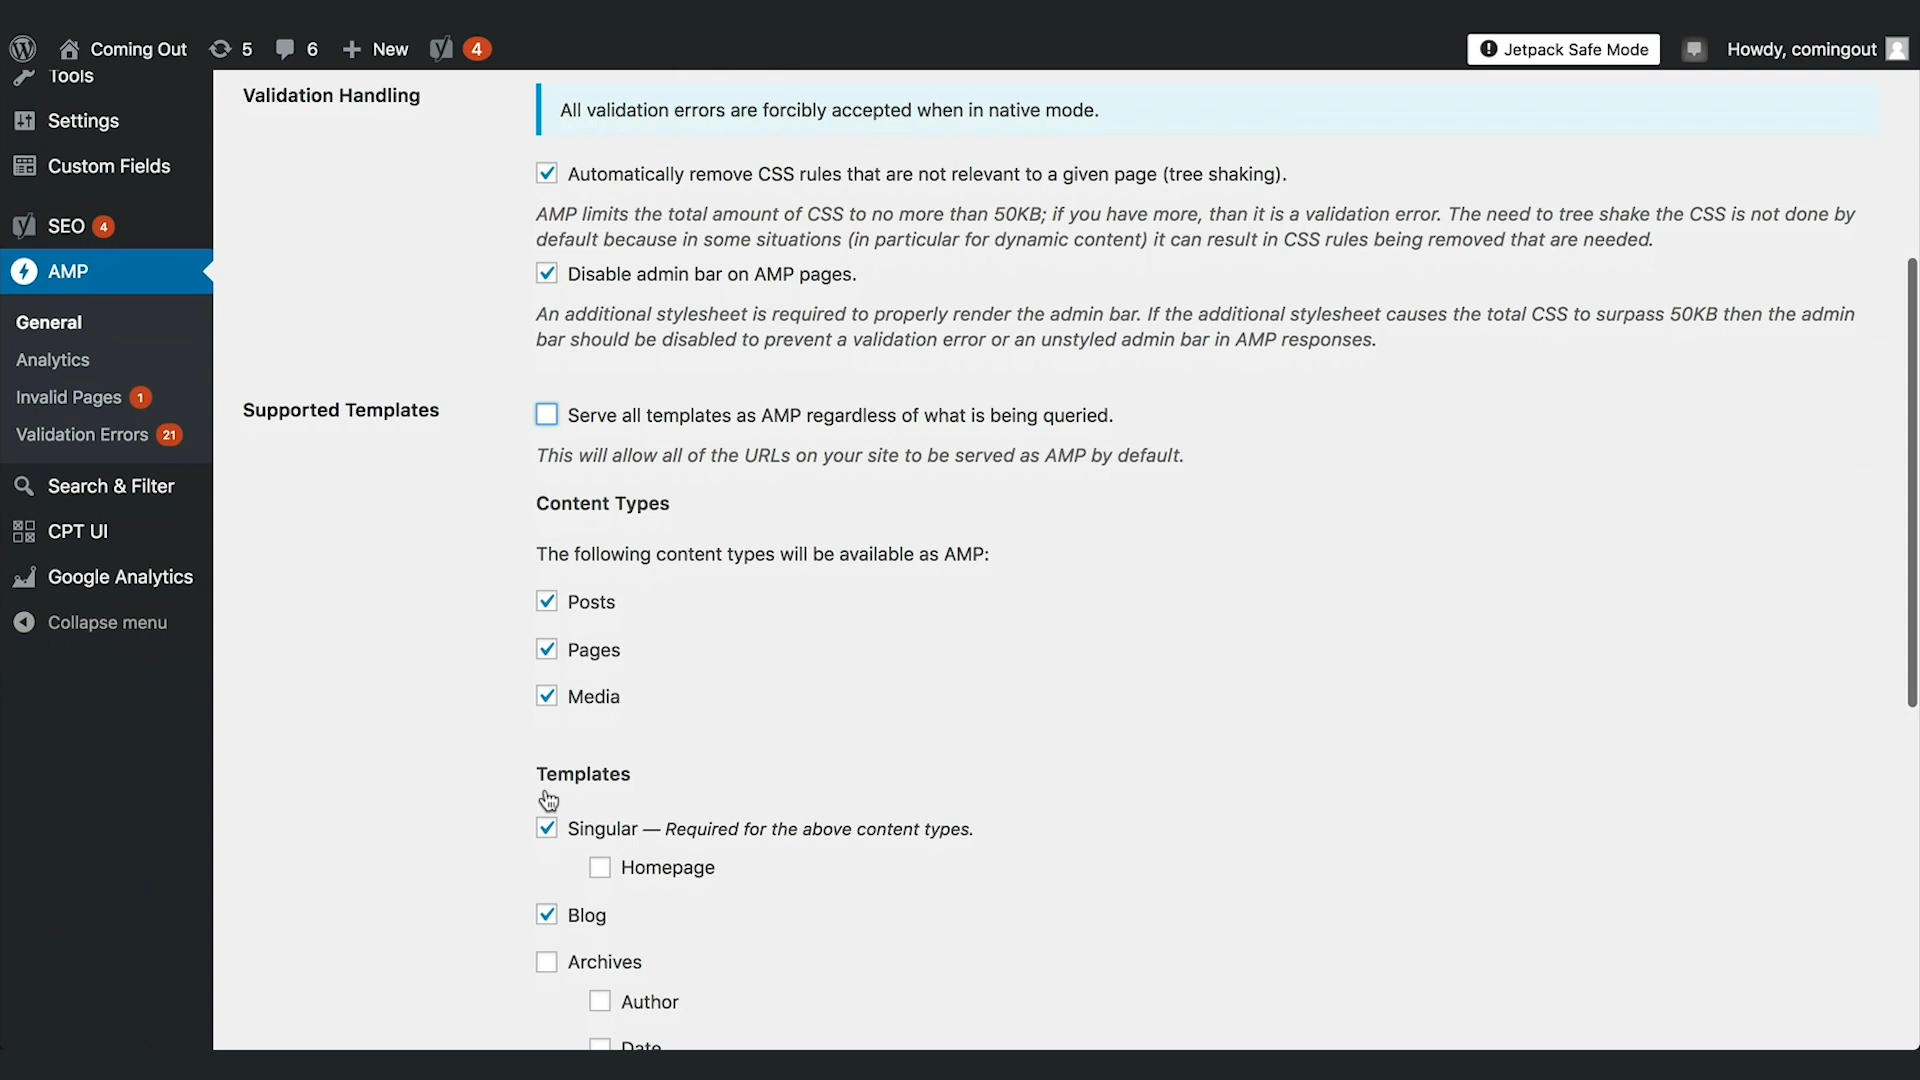 Coming Out 5 6 New 4 Jetpack Safe Mode Howdy, comingout
Tools
Settings
Custom Fields
SEO 4
AMP
General
Analytics
Invalid Pages 1
Validation Errors 21
Search & Filter
CPT UI
Google Analytics
Collapse menu
Validation Handling
All validation errors are forcibly accepted when in native mode.
Automatically remove CSS rules that are not relevant to a given page (tree shaking).
AMP limits the total amount of CSS to no more than 50KB; if you have more, than it is a validation error. The need to tree shake the CSS is not done by
default because in some situations (in particular for dynamic content) it can result in CSS rules being removed that are needed.
Disable admin bar on AMP pages.
An additional stylesheet is required to properly render the admin bar. If the additional stylesheet causes the total CSS to surpass 50KB then the admin
bar should be disabled to prevent a validation error or an unstyled admin bar in AMP responses.
Supported Templates
Serve all templates as AMP regardless of what is being queried.
This will allow all of the URLs on your site to be served as AMP by default.
Content Types
The following content types will be available as AMP:
Posts
Pages
Media
Templates
Singular — Required for the above content types.
Homepage
Blog
Archives
Author
Date